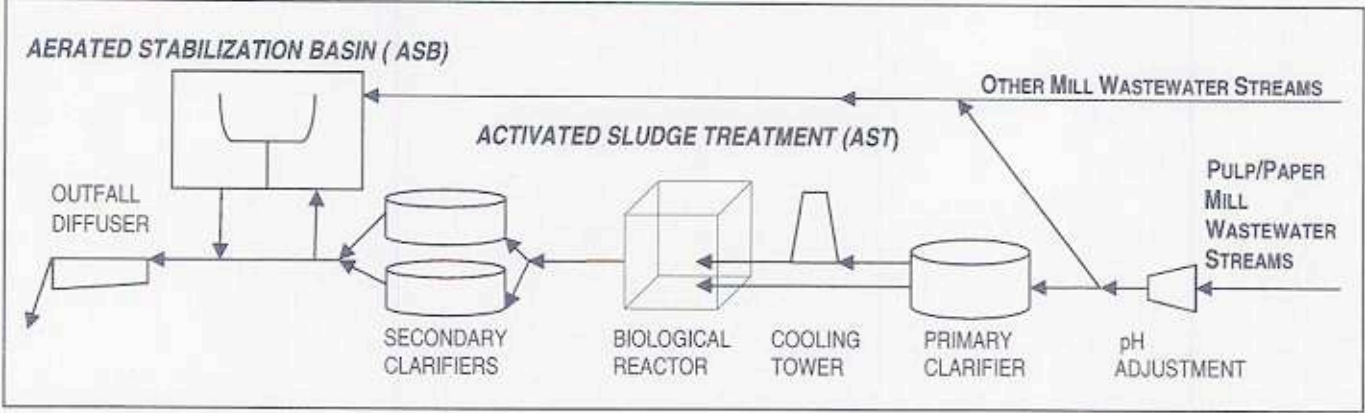 AERATED STABILIZATION BASIN ( ASB)
OTHER MILL WASTEWATER STREAMS
ACTIVATED SLUDGE TREATMENT (AST)
PULP/PAPER
MILL
WASTEWATER
STREAMS
OUTFALL
DIFFUSER
SECONDARY
CLARIFIERS
BIOLOGICAL
REACTOR
COOLING
TOWER
PRIMARY
CLARIFIER
pH
ADJUSTMENT